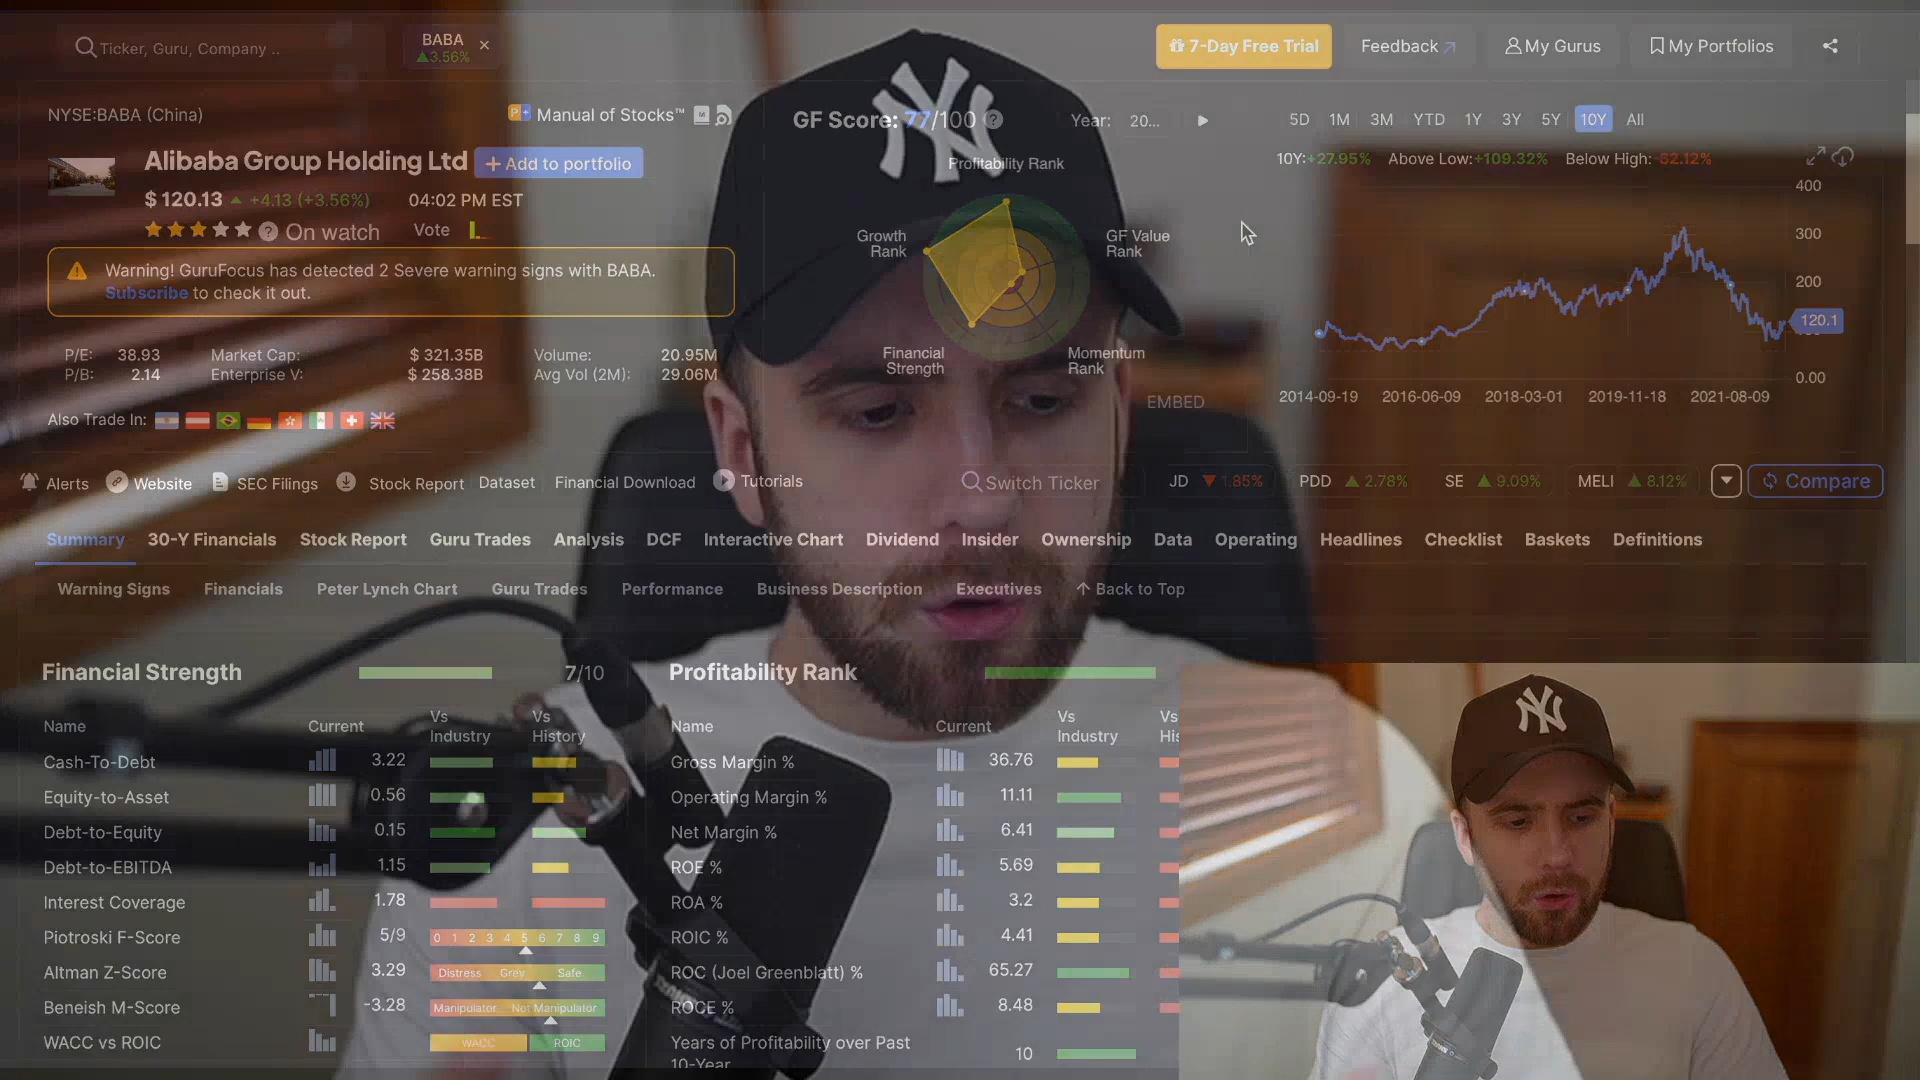 Ticker, Guru, Company ..
BABA
3.56%
7-Day Free Trial
Feedback
My Gurus
My Portfolios
NYSE:BABA (China)
Manual of Stocks™
GF Score: 77/100
Year: 20...
5D 1M 3M YTD 1Y 3Y 5Y 10Y All
Alibaba Group Holding Ltd
+ Add to portfolio
10Y:+27.95% Above Low:+109.32% Below High:-62.12%
$ 120.13 +4.13 (+3.56%) 04:02 PM EST
On watch Vote
Warning! GuruFocus has detected 2 Severe warning signs with BABA.
Subscribe to check it out.
P/E: 38.93 Market Cap: $ 321.35B Volume: 20.95M
P/B: 2.14 Enterprise V: $ 258.38B Avg Vol (2M): 29.06M
Also Trade In:
Profitability Rank
Growth
Rank
GF Value
Rank
Financial
Strength
Momentum
Rank
EMBED
400
300
200
120.1
0.00
2014-09-19 2016-06-09 2018-03-01 2019-11-18 2021-08-09
Alerts Website SEC Filings Stock Report Dataset Financial Download Tutorials
Switch Ticker JD 1.85% PDD 2.78% SE 9.09% MELI 8.12% Compare
Summary 30-Y Financials Stock Report Guru Trades Analysis DCF Interactive Chart Dividend Insider Ownership Data Operating Headlines Checklist Baskets Definitions
Warning Signs Financials Peter Lynch Chart Guru Trades Performance Business Description Executives Back to Top
Financial Strength 7/10
Name Current Vs Industry Vs History
Cash-To-Debt 3.22
Equity-to-Asset 0.56
Debt-to-Equity 0.15
Debt-to-EBITDA 1.15
Interest Coverage 1.78
Piotroski F-Score 5/9 0 1 2 3 4 5 6 7 8 9
Altman Z-Score 3.29 Distress Grey Safe
Beneish M-Score -3.28 Manipulator Not Manipulator
WACC vs ROIC WACC ROIC
Profitability Rank
Name Current Vs Industry Vs His
Gross Margin % 36.76
Operating Margin % 11.11
Net Margin % 6.41
ROE % 5.69
ROA % 3.2
ROIC % 4.41
ROC (Joel Greenblatt) % 65.27
ROCE % 8.48
Years of Profitability over Past
10-Year 10
NY
NY